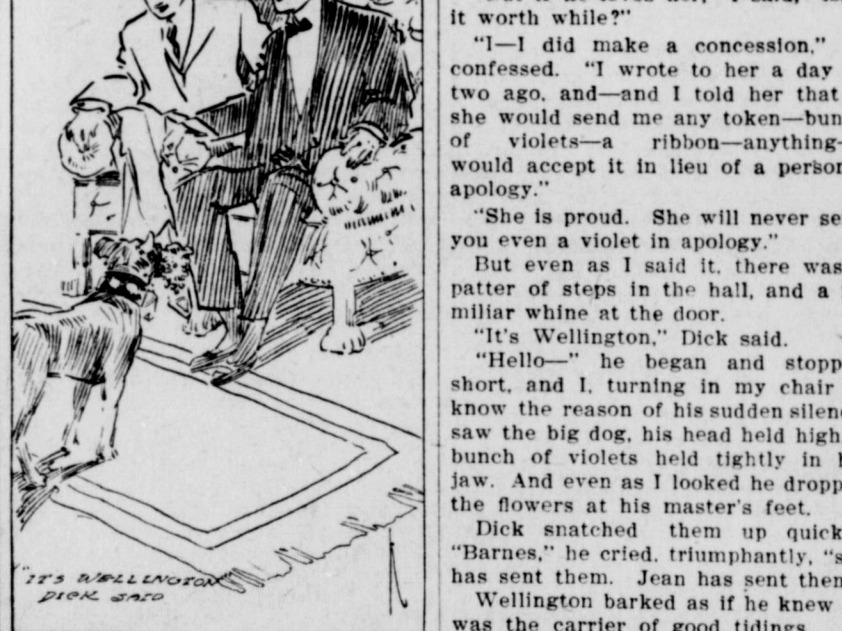 "IT'S WELLINGTON"
DICK SAID
it worth while?"
"I—I did make a concession,"
confessed. "I wrote to her a day
two ago, and—and I told her that
she would send me any token—bun
of violets—a ribbon—anything—
would accept it in lieu of a person
apology."
"She is proud. She will never se
you even a violet in apology."
But even as I said it, there was
patter of steps in the hall, and a
miliar whine at the door.
"It's Wellington," Dick said.
"Hello—" he began and stopp
short, and I, turning in my chair
know the reason of his sudden silen
saw the big dog, his head held high
bunch of violets held tightly in
jaw. And even as I looked he dropp
the flowers at his master's feet.
Dick snatched them up quick
"Barnes," he cried, triumphantly, "s
has sent them. Jean has sent them
Wellington barked as if he knew
was the carrier of good tidings.